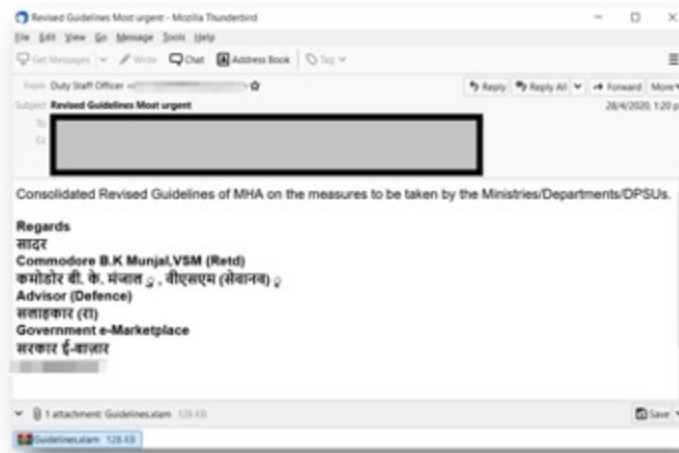 Revised Guidelines Most urgent - Mozilla Thunderbird
File Edit View Go Message Tools Help
Get Messages Write Chat Address Book Tag
From Duty Staff Officer Reply Reply All Forward More
Subject Revised Guidelines Most urgent 28/4/2020, 1:20 p
To
Cc
Consolidated Revised Guidelines of MHA on the measures to be taken by the Ministries/Departments/DPSUs.
Regards
सादर
Commodore B.K Munjal,VSM (Retd)
कमोडोर बी. के. मंजाल ृ , वीएसएम (सेवानव) ृ
Advisor (Defence)
सलाहकार (रा)
Government e-Marketplace
सरकार ई-बाज़ार
1 attachment: Guidelines.xlam 128 KB Save
Guidelines.xlam 128 KB